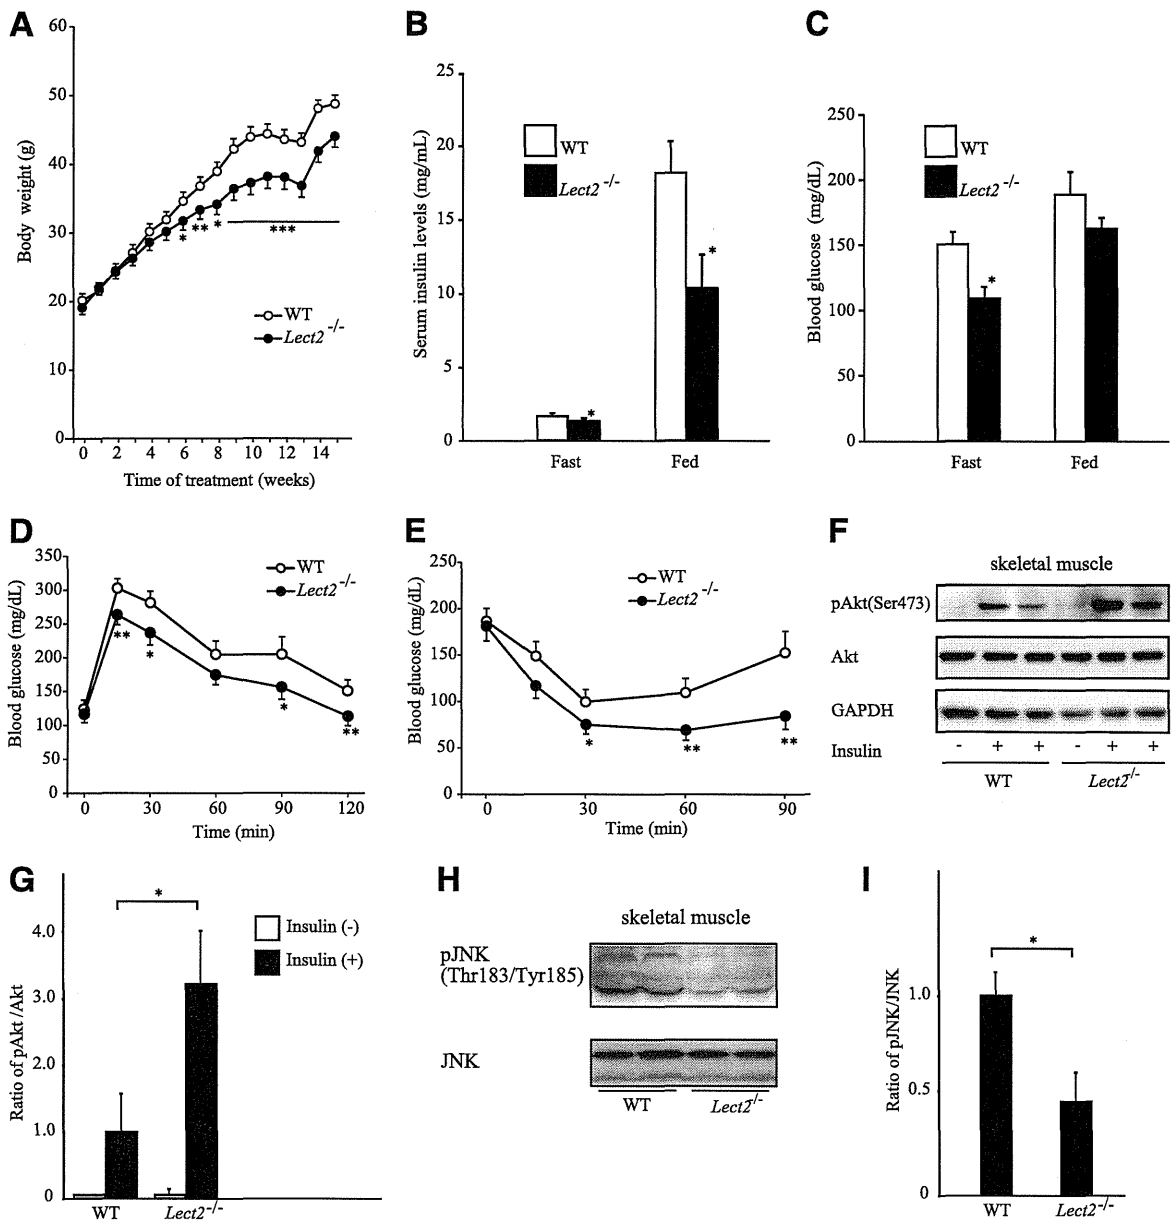 A
60
50
40
30
20
10
0
Body weight (g)
* ** * ***
WT
Lect2 -/-
0 2 4 6 8 10 12 14
Time of treatment (weeks)
B
25
20
15
10
5
0
Serum insulin levels (mg/mL)
WT
Lect2 -/-
*
*
Fast Fed
C
250
200
150
100
50
0
Blood glucose (mg/dL)
WT
Lect2 -/-
*
Fast Fed
D
350
300
250
200
150
100
50
0
Blood glucose (mg/dL)
WT
Lect2 -/-
** * * **
0 30 60 90 120
Time (min)
E
250
200
150
100
50
0
Blood glucose (mg/dL)
WT
Lect2 -/-
* ** **
0 30 60 90
Time (min)
F
skeletal muscle
pAkt(Ser473)
Akt
GAPDH
Insulin - + + - + +
WT Lect2-/-
G
4.0
3.0
2.0
1.0
0
Ratio of pAkt /Akt
*
Insulin (-)
Insulin (+)
WT Lect2-/-
H
skeletal muscle
pJNK
(Thr183/Tyr185)
JNK
WT Lect2-/-
I
1.0
0.5
0
Ratio of pJNK/JNK
*
WT Lect2-/-